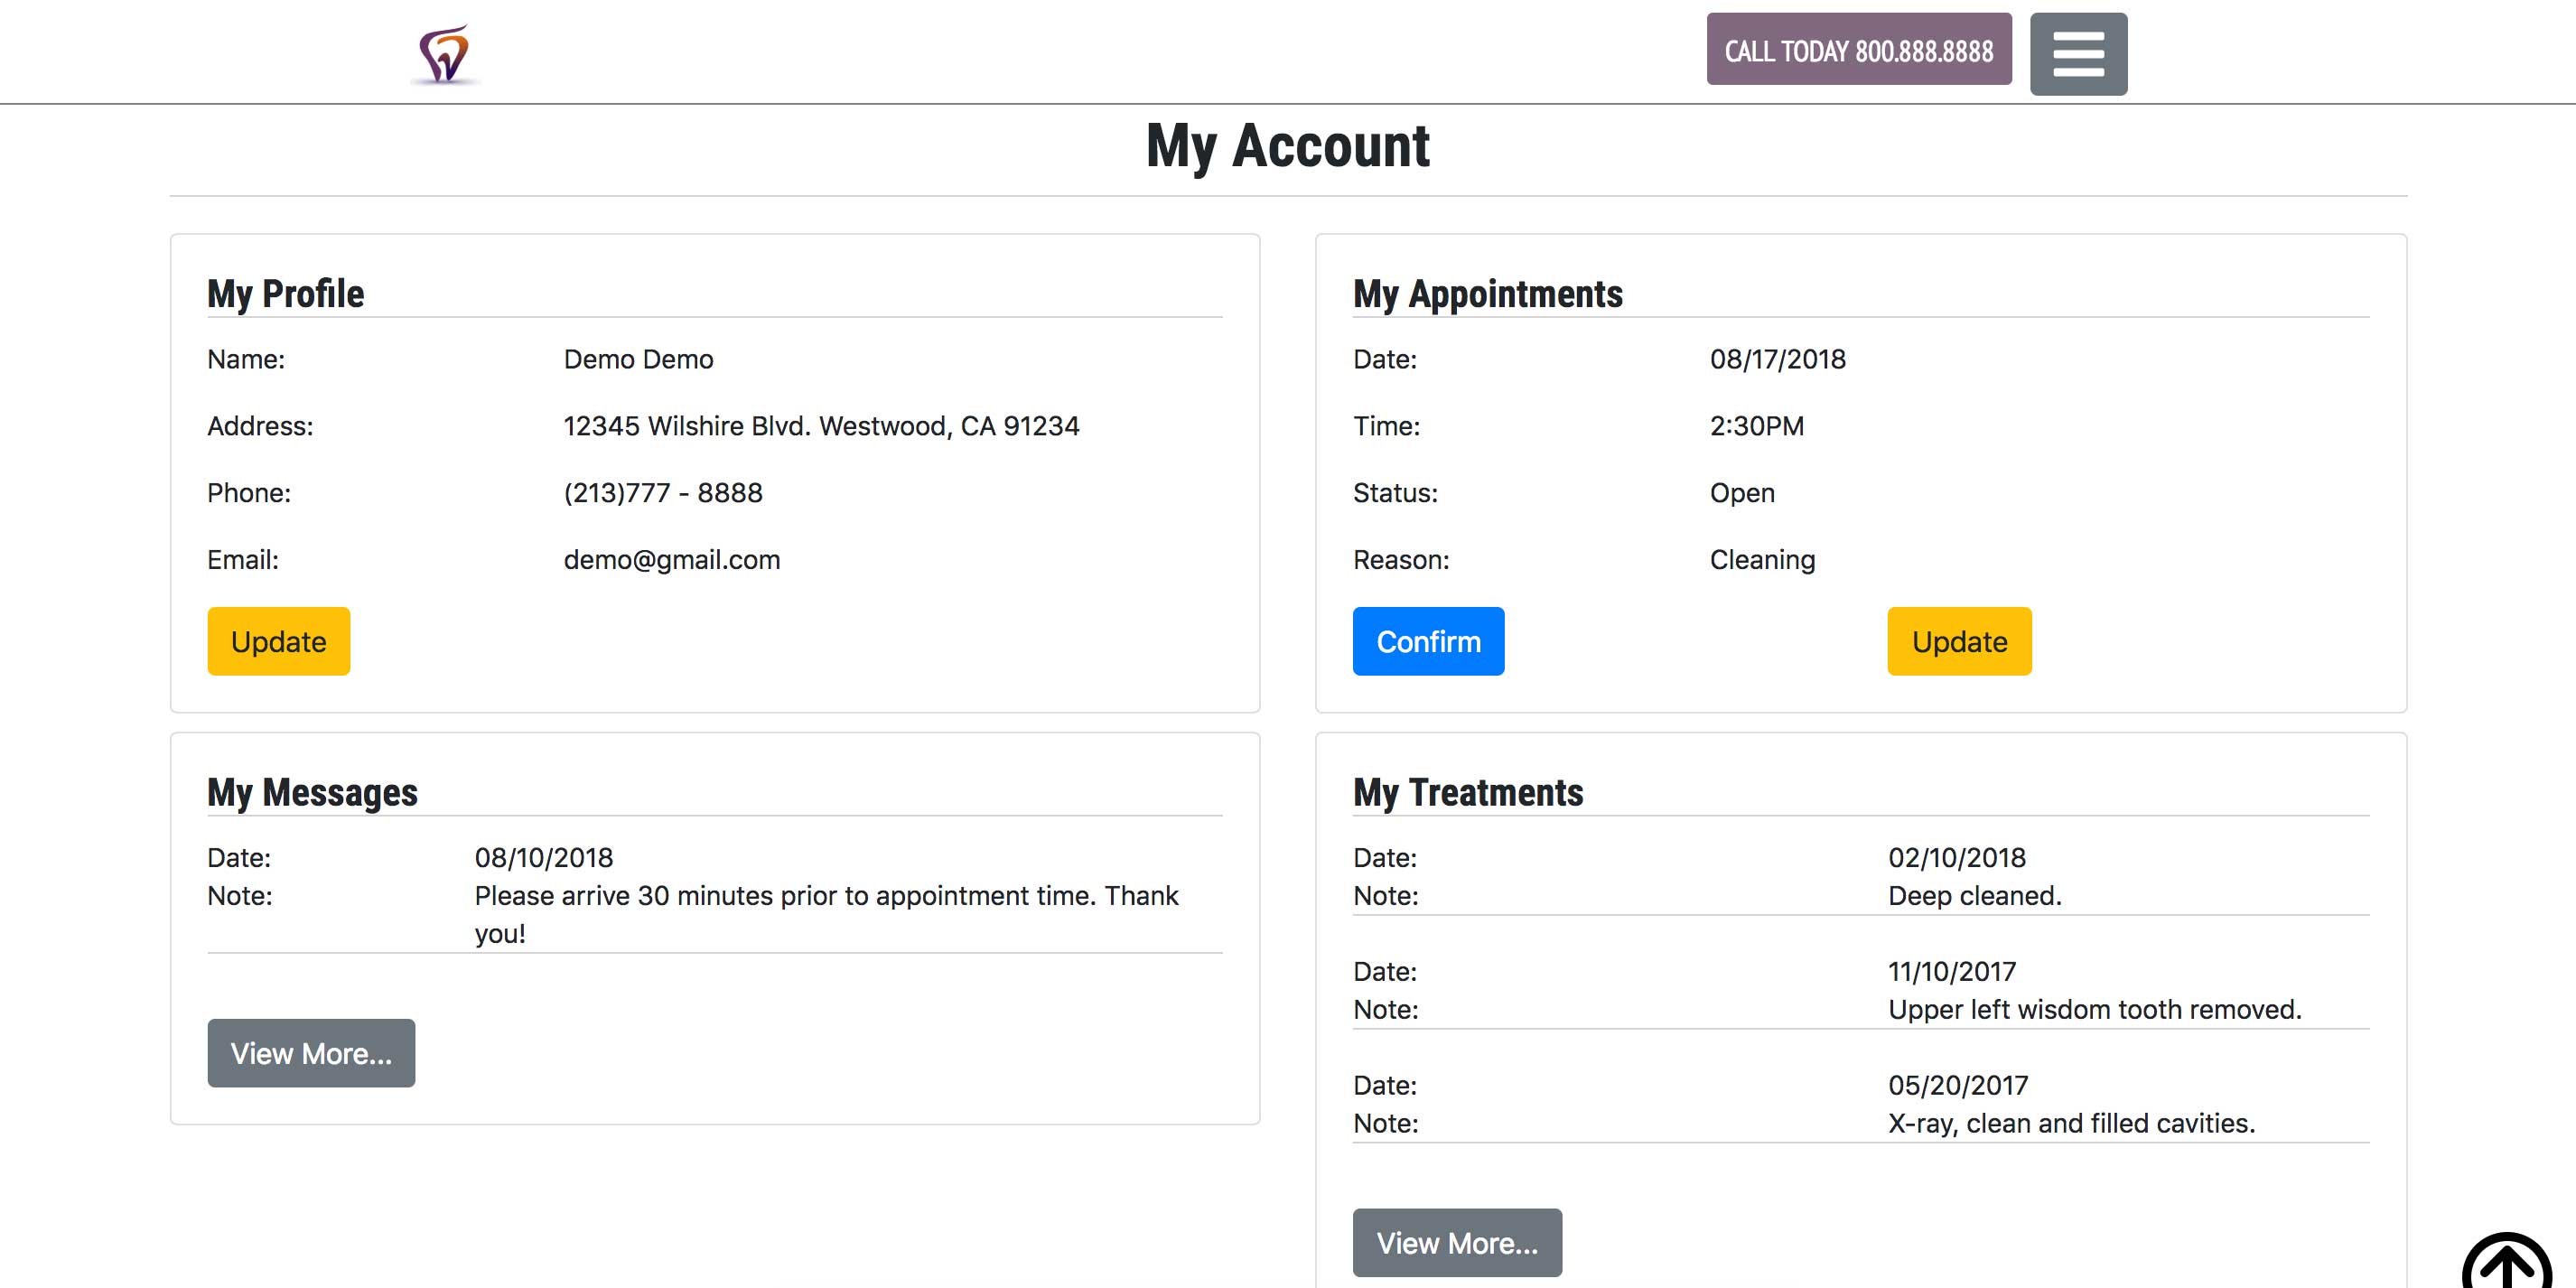 CALL TODAY 800.888.8888
My Account
My Profile
Name: Demo Demo
Address: 12345 Wilshire Blvd. Westwood, CA 91234
Phone: (213)777 - 8888
Email: demo@gmail.com
Update
My Appointments
Date: 08/17/2018
Time: 2:30PM
Status: Open
Reason: Cleaning
Confirm Update
My Messages
Date: 08/10/2018
Note: Please arrive 30 minutes prior to appointment time. Thank
you!
View More...
My Treatments
Date: 02/10/2018
Note: Deep cleaned.
Date: 11/10/2017
Note: Upper left wisdom tooth removed.
Date: 05/20/2017
Note: X-ray, clean and filled cavities.
View More...